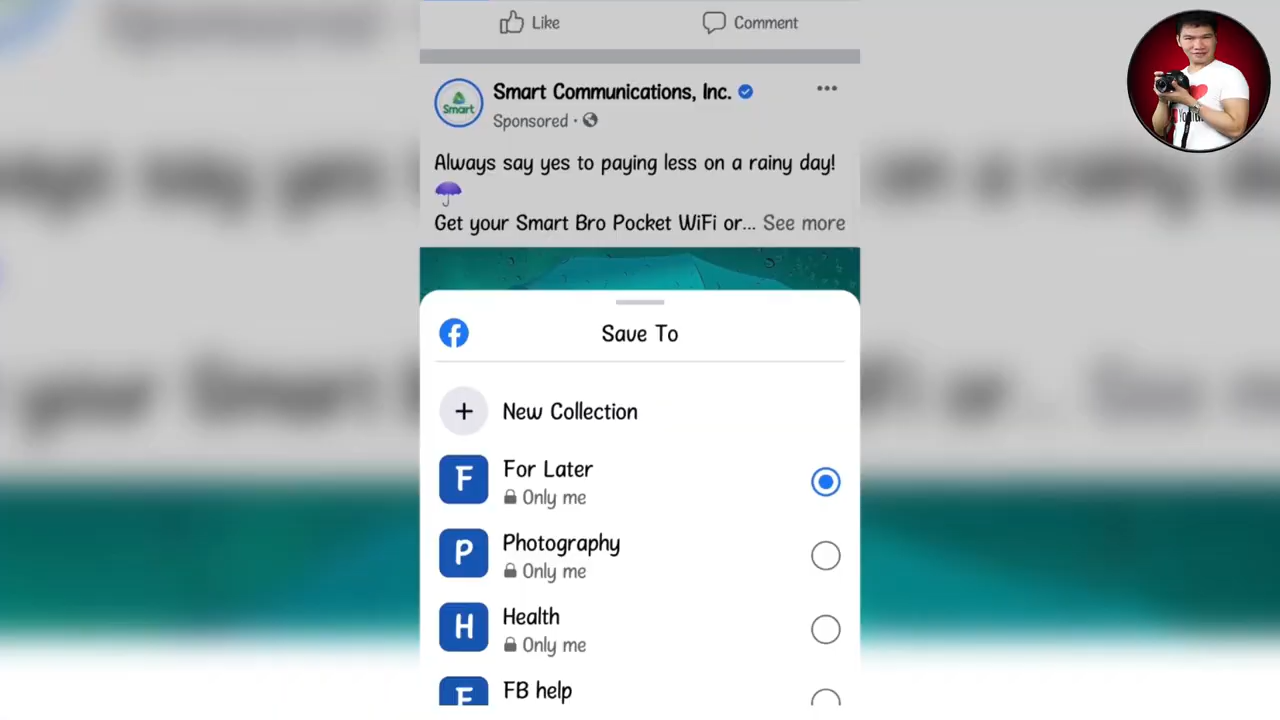 Like
Comment
Smart
Smart Communications, Inc.
Sponsored ·
Always say yes to paying less on a rainy day!
Get your Smart Bro Pocket WiFi or... See more
Save To
+ New Collection
F
For Later
Only me
P
Photography
Only me
H
Health
Only me
F
FB help